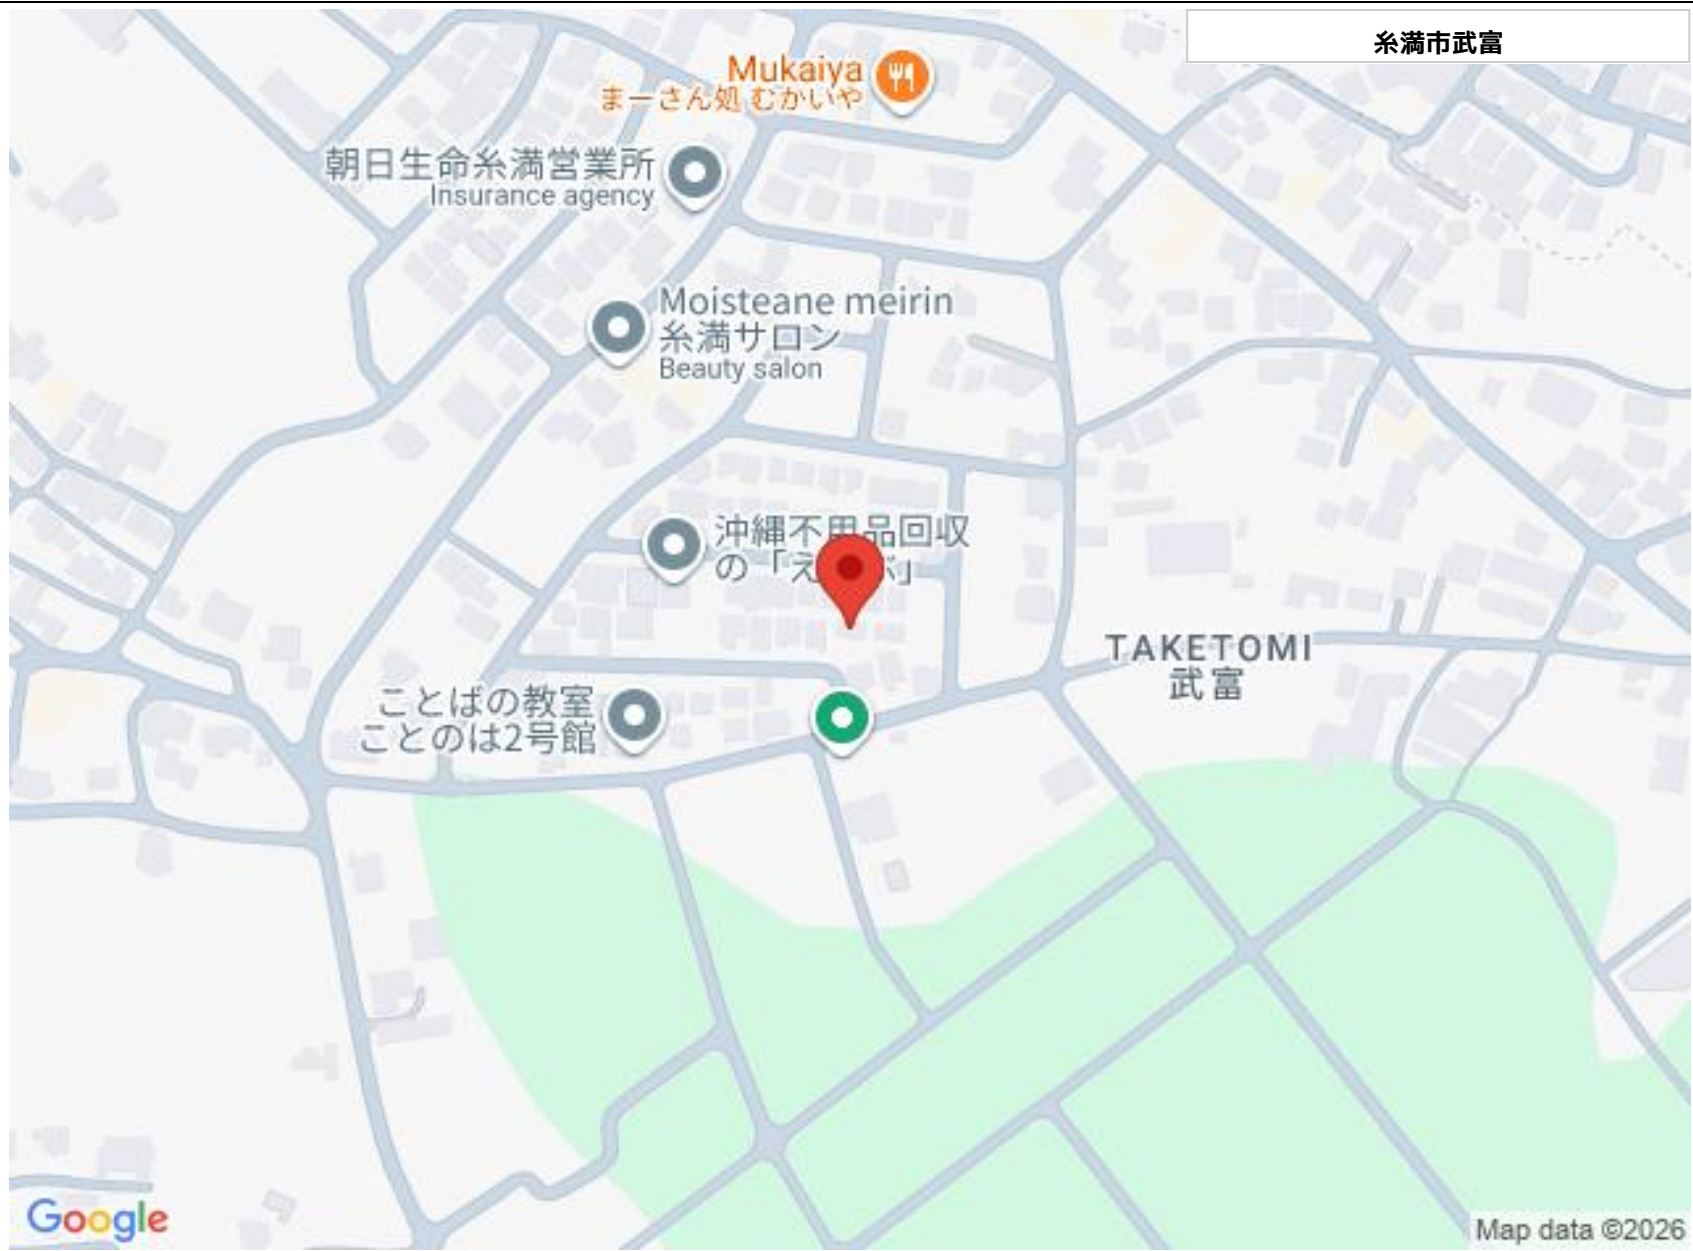 糸満市武富
Mukaiya
まーさん処 むかいや
朝日生命糸満営業所
Insurance agency
Moisteane meirin
糸満サロン
Beauty salon
沖縄不用品回収
の「え
ぶ」
TAKETOMI
武富
ことばの教室
ことのは2号館
Google
Map data ©2026